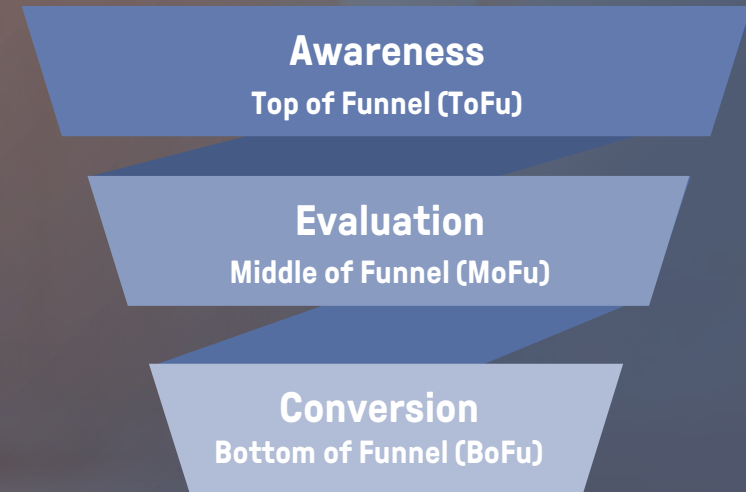 Awareness
Top of Funnel (ToFu)
Evaluation
Middle of Funnel (MoFu)
Conversion
Bottom of Funnel (BoFu)